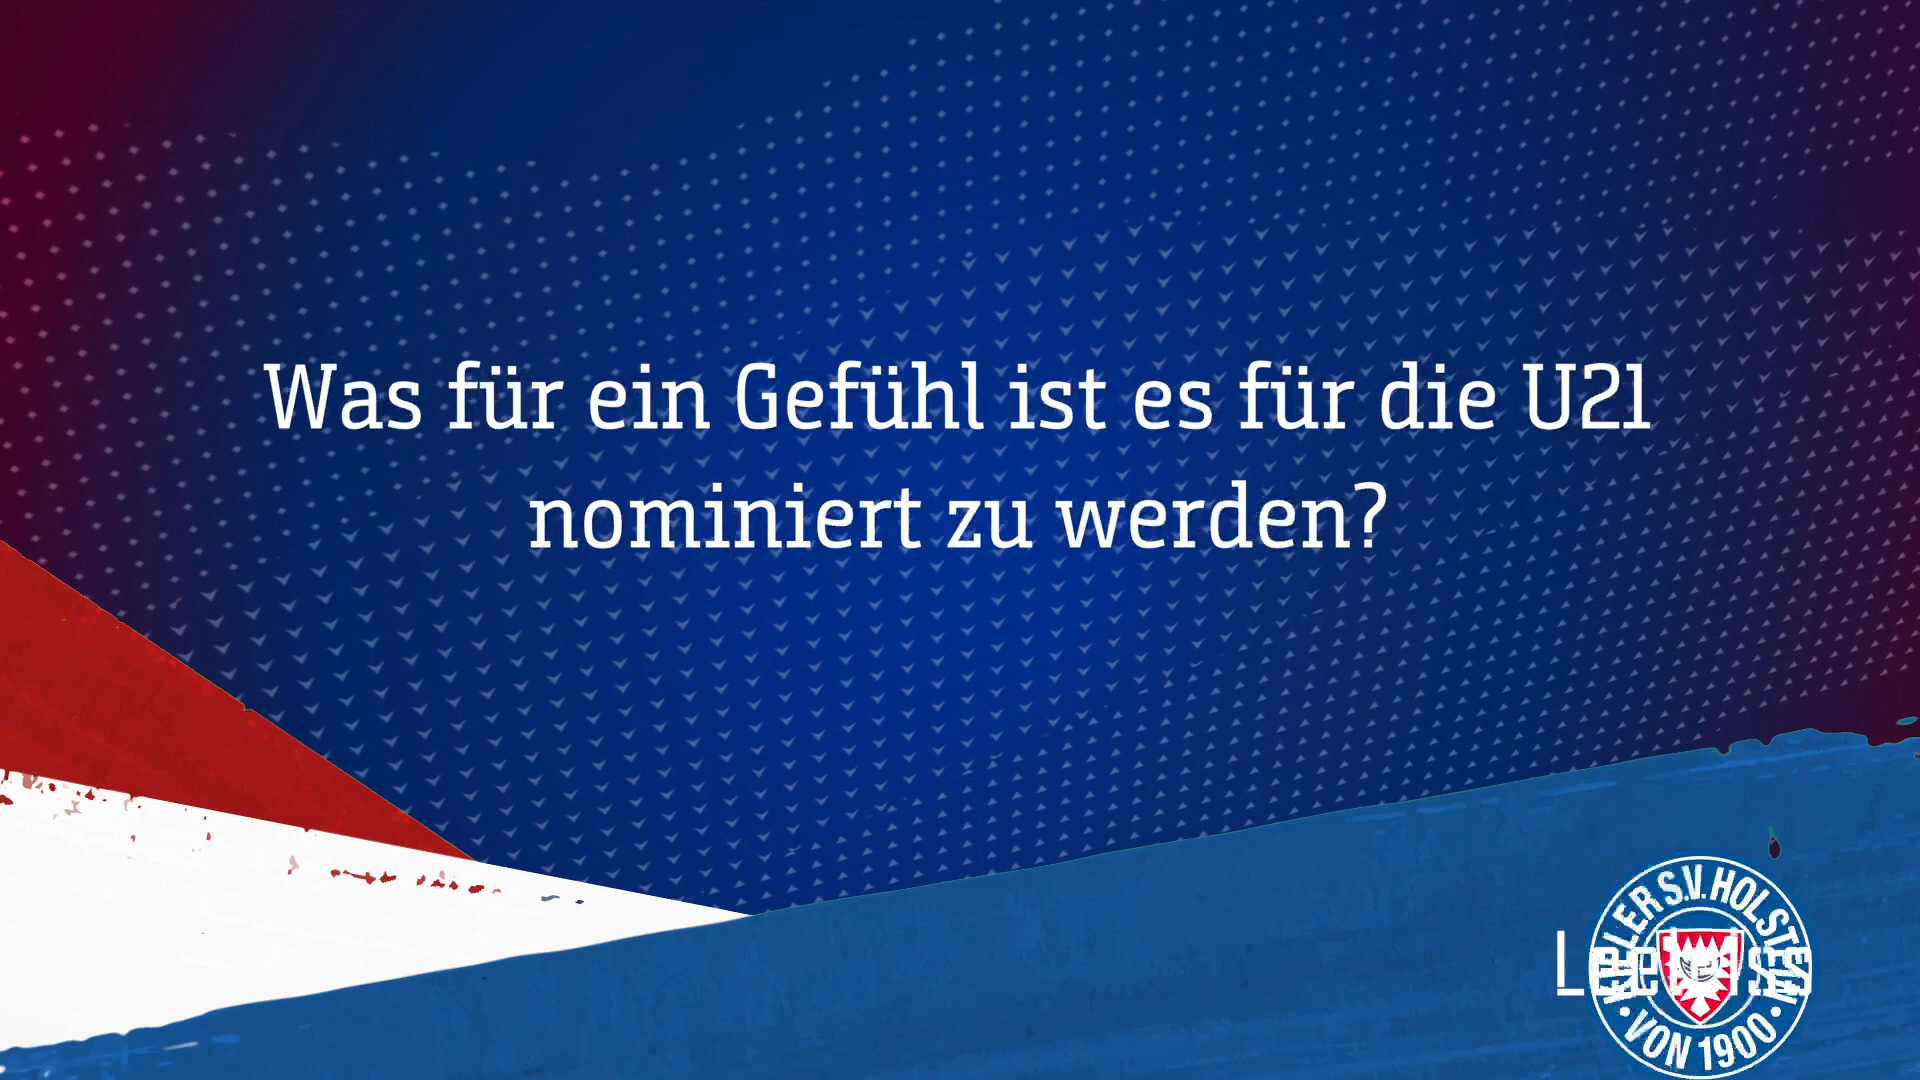 Was für ein Gefühl ist es für die U21
nominiert zu werden?
KIELER S.V. HOLSTEIN
VON 1900